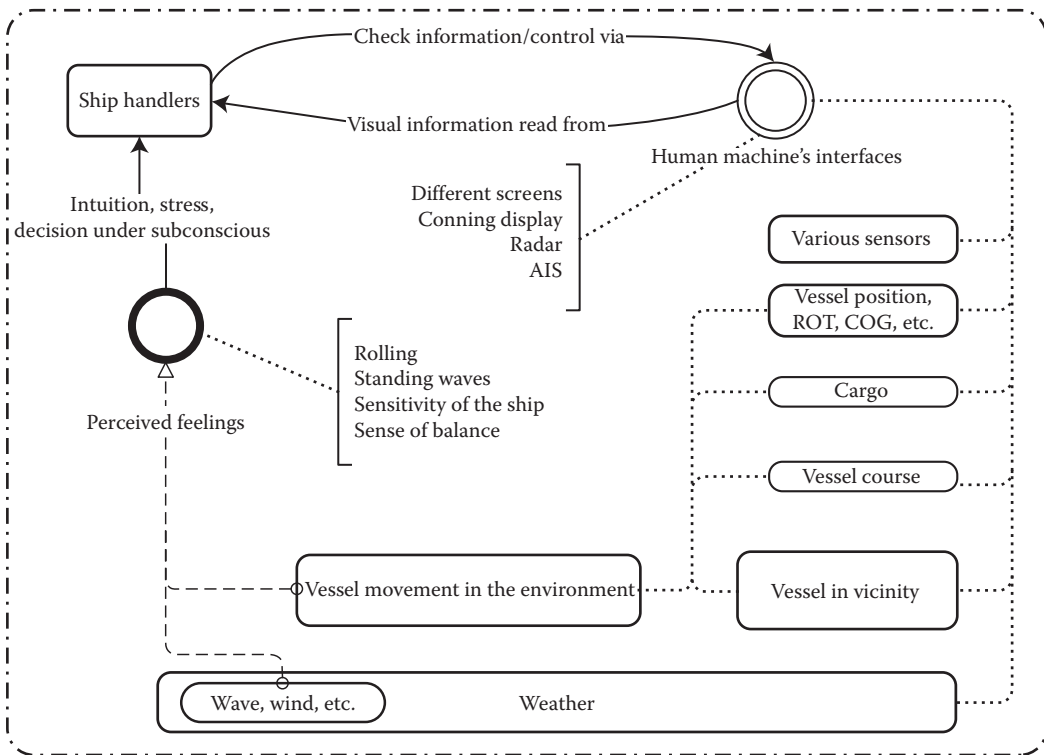 Check information/control via
Ship handlers
Visual information read from
Human machine's interfaces
Different screens
Conning display
Radar
AIS
Intuition, stress,
decision under subconscious
Various sensors
Vessel position,
ROT, COG, etc.
Rolling
Standing waves
Sensitivity of the ship
Sense of balance
Cargo
Perceived feelings
Vessel course
Vessel movement in the environment
Vessel in vicinity
Wave, wind, etc.
Weather